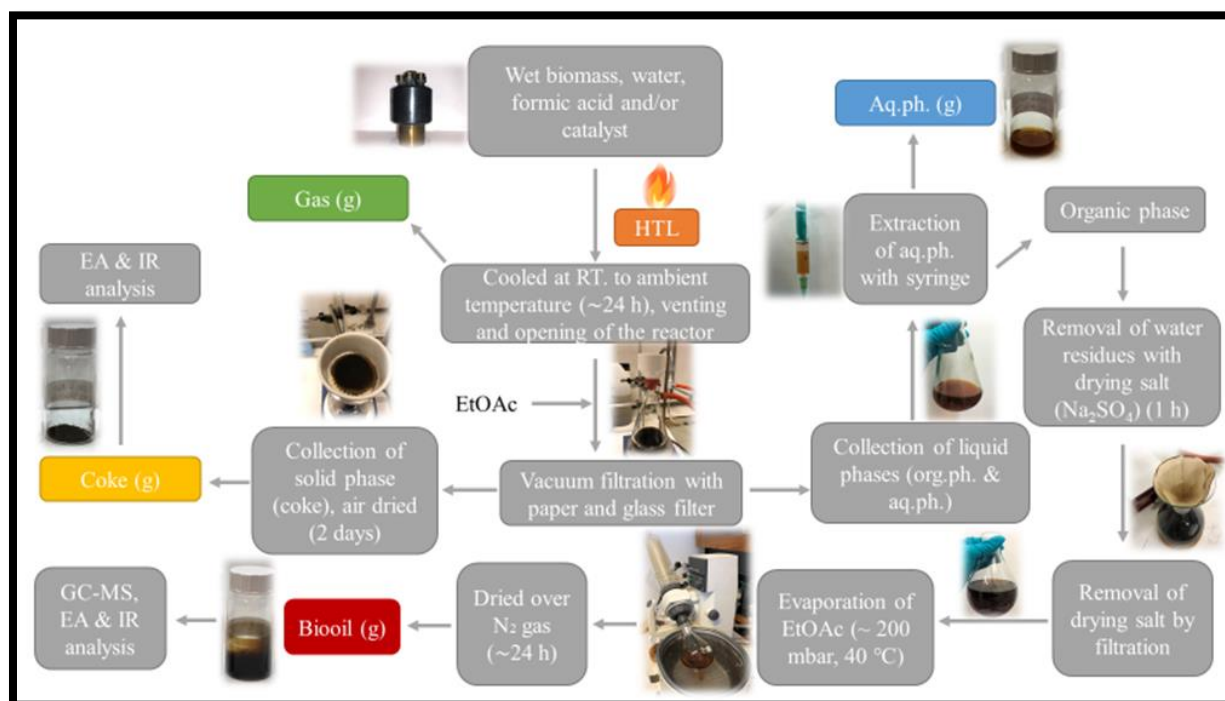 Wet biomass, water,
formic acid and/or
catalyst
Aq.ph. (g)
Gas (g)
HTL
Extraction
of aq.ph.
with syringe
Organic phase
EA & IR
analysis
Cooled at RT. to ambient
temperature (~24 h), venting
and opening of the reactor
Removal of water
residues with
drying salt
(Na₂SO₄) (1 h)
EtOAc
Coke (g)
Collection of
solid phase
(coke), air dried
(2 days)
Vacuum filtration with
paper and glass filter
Collection of liquid
phases (org.ph. &
aq.ph.)
GC-MS,
EA & IR
analysis
Biooil (g)
Dried over
N₂ gas
(~24 h)
Evaporation of
EtOAc (~ 200
mbar, 40 °C)
Removal of
drying salt by
filtration